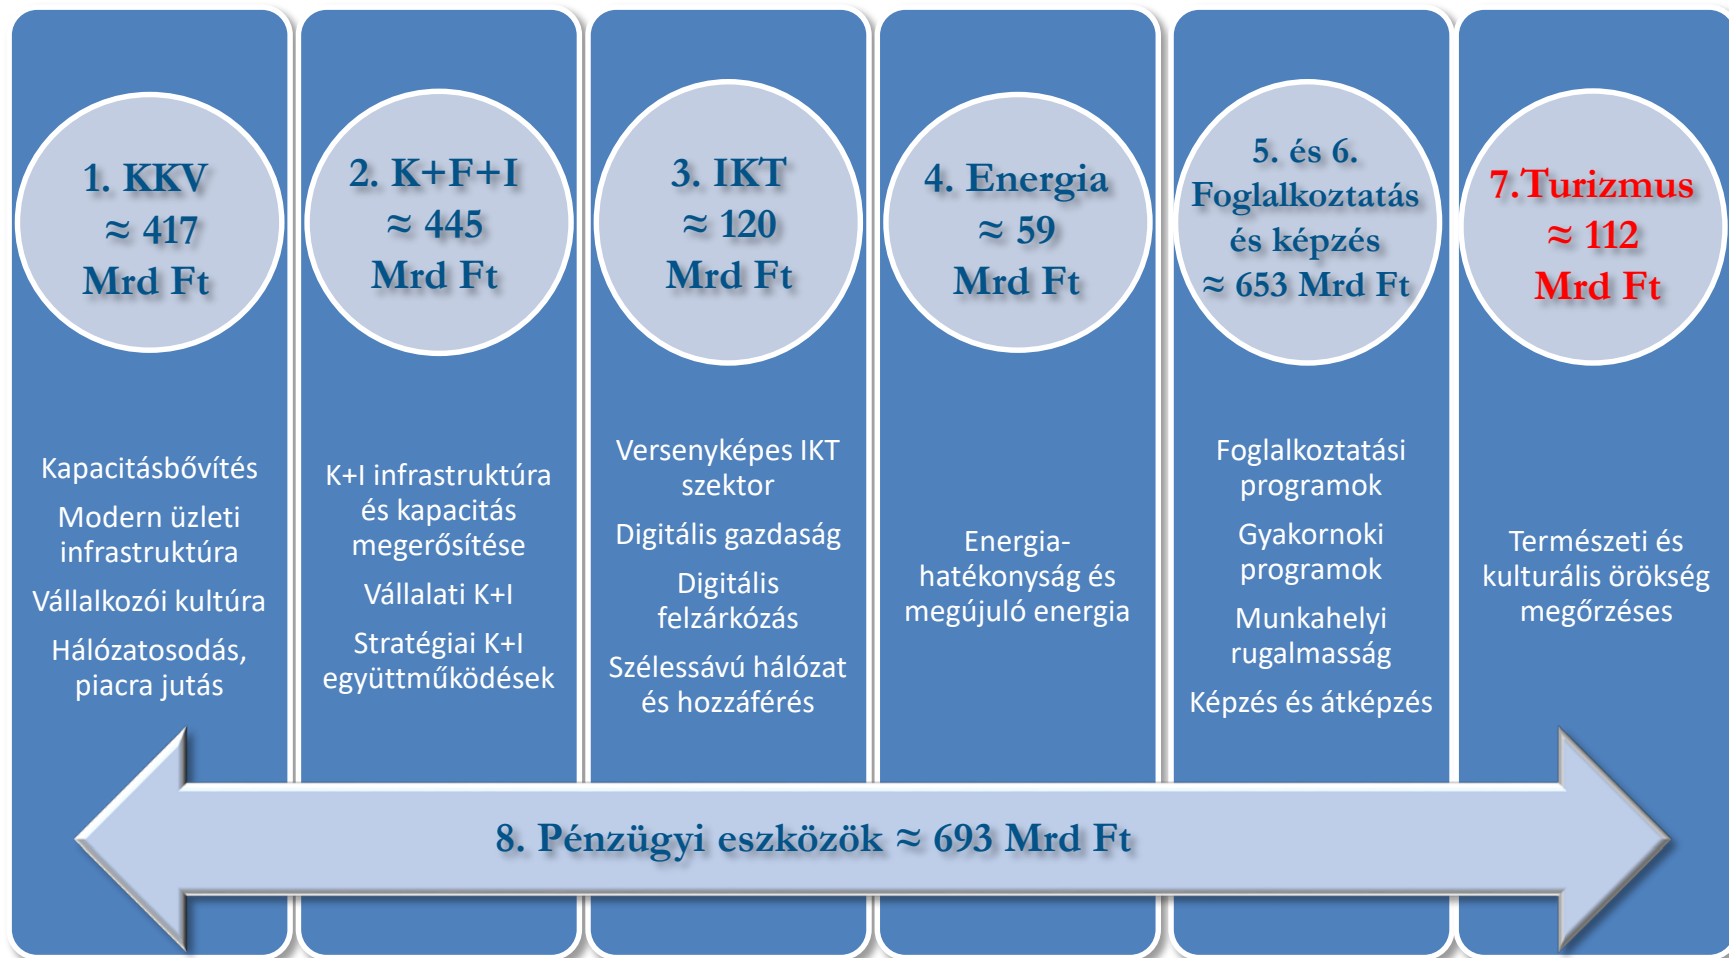 1. KKV
≈ 417
Mrd Ft
Kapacitásbővítés
Modern üzleti
infrastruktúra
Vállalkozói kultúra
Hálózatosodás,
piacra jutás
2. K+F+I
≈ 445
Mrd Ft
K+I infrastruktúra
és kapacitás
megerősítése
Vállalati K+I
Stratégiai K+I
együttműködések
3. IKT
≈ 120
Mrd Ft
Versenyképes IKT
szektor
Digitális gazdaság
Digitális
felzárkózás
Szélessávú hálózat
és hozzáférés
4. Energia
≈ 59
Mrd Ft
Energia-
hatékonyság és
megújuló energia
5. és 6.
Foglalkoztatás
és képzés
≈ 653 Mrd Ft
Foglalkoztatási
programok
Gyakornoki
programok
Munkahelyi
rugalmasság
Képzés és átképzés
7.Turizmus
≈ 112
Mrd Ft
Természeti és
kulturális örökség
megőrzéses
8. Pénzügyi eszközök ≈ 693 Mrd Ft